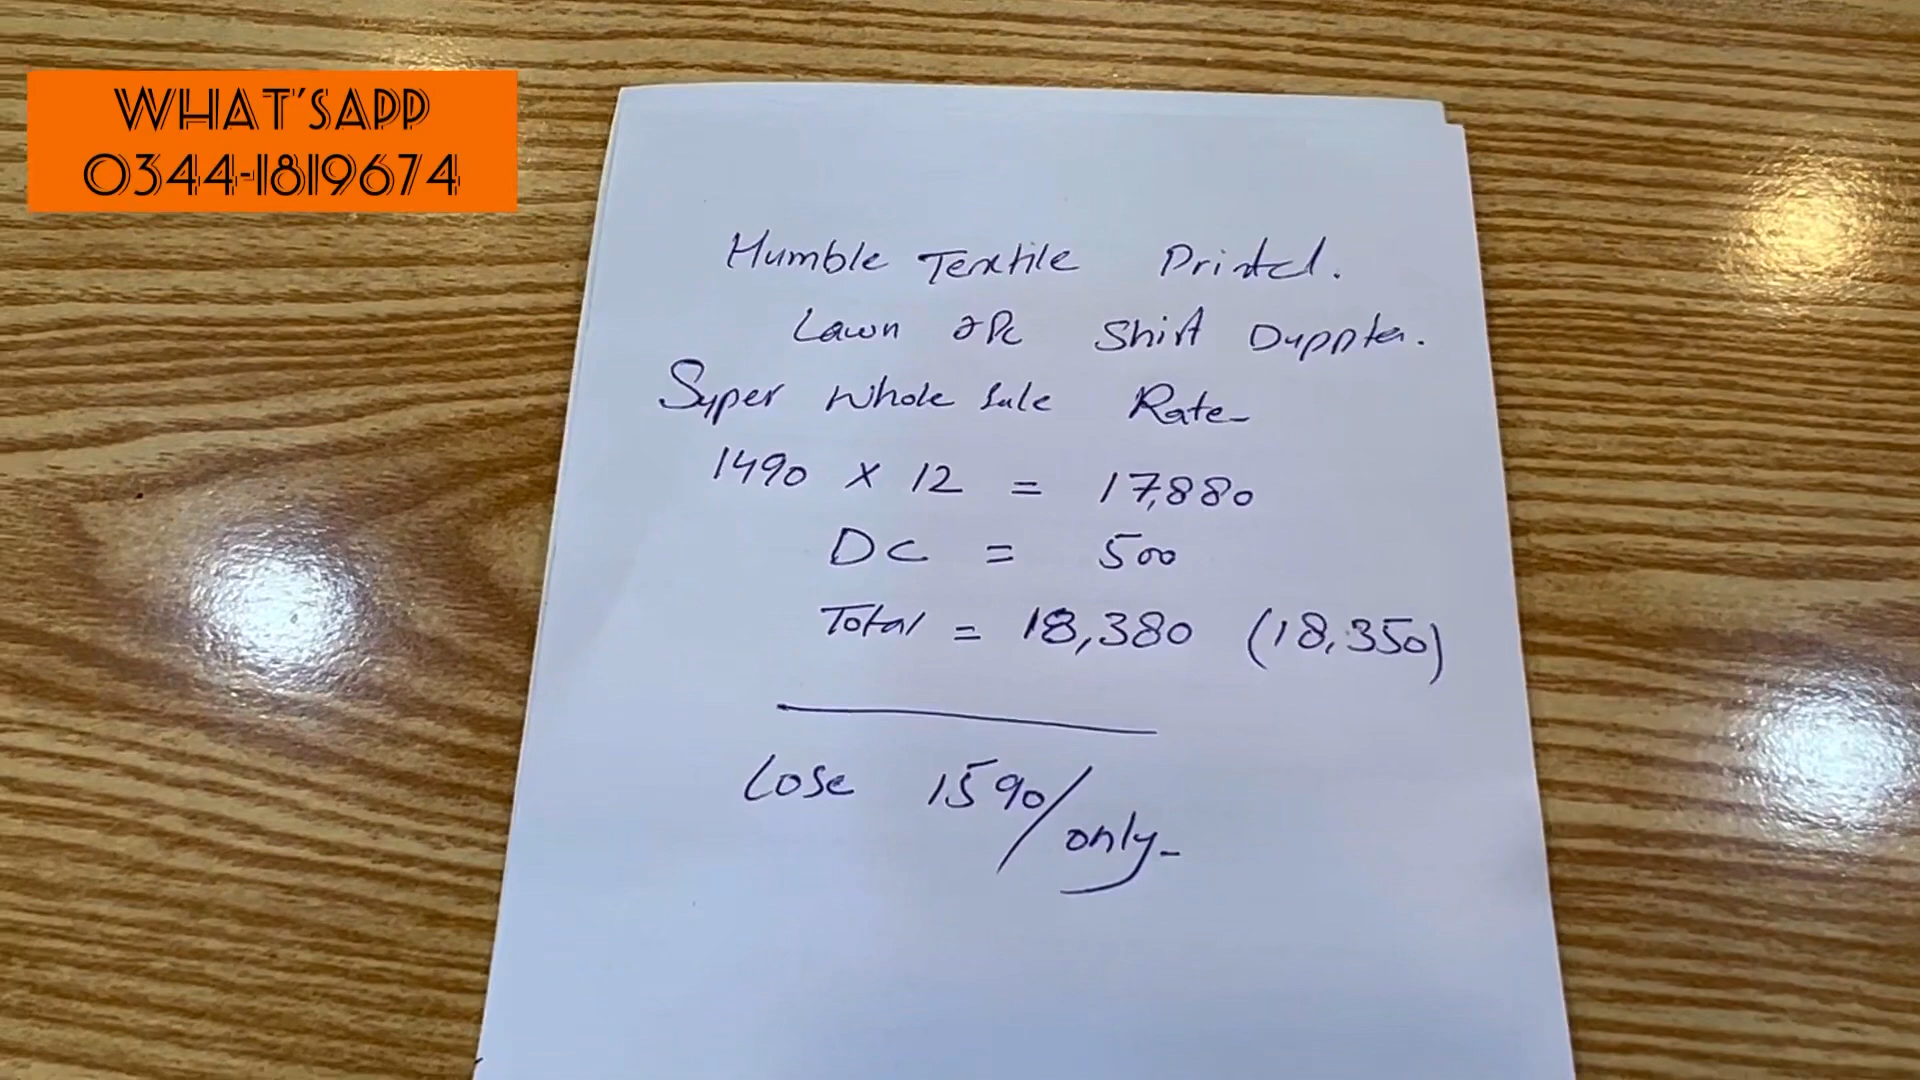 WHAT'SAPP
0344-1819674
Humble Textile Printed.
Lawn 2Pc Shirt Duppta.
Super Whole Sale Rate-
1490 x 12 = 17,880
DC = 500
Total = 18,380 (18,350)
Lose 1590/
only-